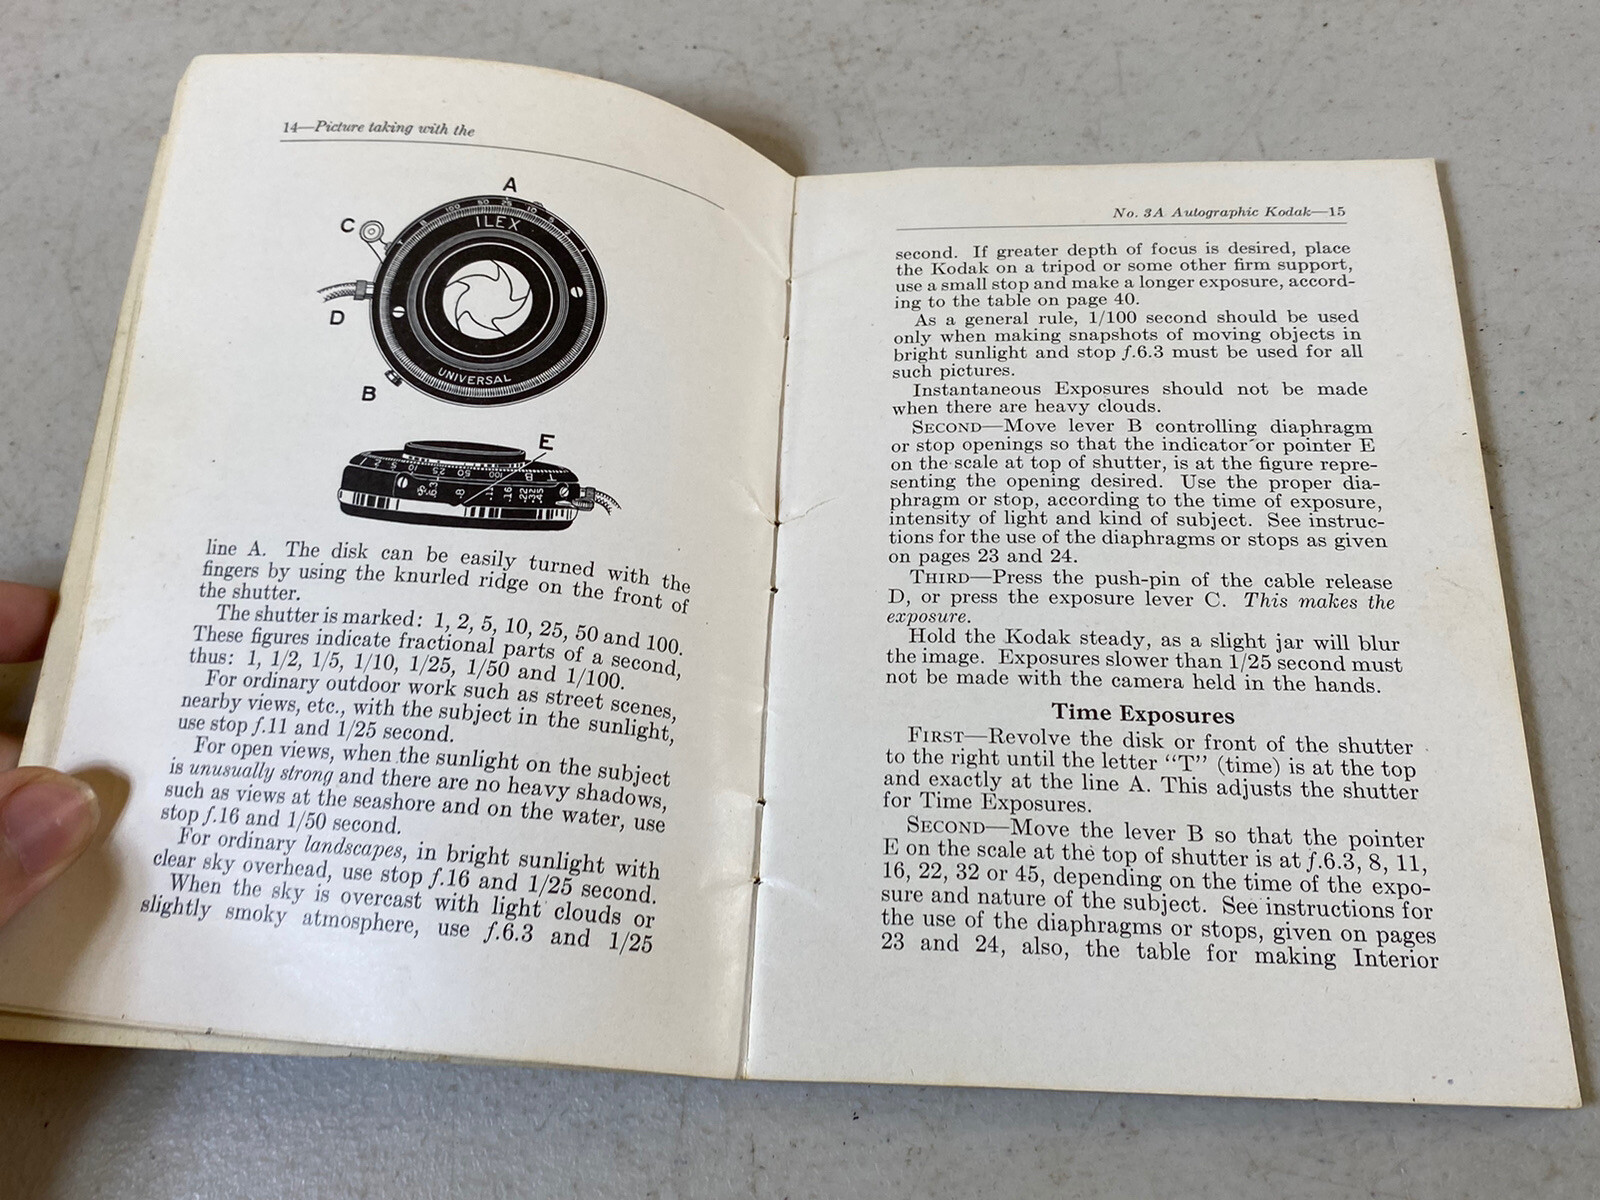 14—Picture taking with the
A
C
D
B
T B 100 50 25 10 5 2 1
ILEX
UNIVERSAL
E
1 2 5 10 25 50 100 B T
6.3 .8 .11 .16 .22 .32 .45
line A. The disk can be easily turned with the
fingers by using the knurled ridge on the front of
the shutter.
The shutter is marked: 1, 2, 5, 10, 25, 50 and 100.
These figures indicate fractional parts of a second,
thus: 1, 1/2, 1/5, 1/10, 1/25, 1/50 and 1/100.
For ordinary outdoor work such as street scenes,
nearby views, etc., with the subject in the sunlight,
use stop f.11 and 1/25 second.
For open views, when the sunlight on the subject
is unusually strong and there are no heavy shadows,
such as views at the seashore and on the water, use
stop f.16 and 1/50 second.
For ordinary landscapes, in bright sunlight with
clear sky overhead, use stop f.16 and 1/25 second.
When the sky is overcast with light clouds or
slightly smoky atmosphere, use f.6.3 and 1/25
No. 3A Autographic Kodak—15
second. If greater depth of focus is desired, place
the Kodak on a tripod or some other firm support,
use a small stop and make a longer exposure, accord-
ing to the table on page 40.
As a general rule, 1/100 second should be used
only when making snapshots of moving objects in
bright sunlight and stop f.6.3 must be used for all
such pictures.
Instantaneous Exposures should not be made
when there are heavy clouds.
SECOND—Move lever B controlling diaphragm
or stop openings so that the indicator or pointer E
on the scale at top of shutter, is at the figure repre-
senting the opening desired. Use the proper dia-
phragm or stop, according to the time of exposure,
intensity of light and kind of subject. See instruc-
tions for the use of the diaphragms or stops as given
on pages 23 and 24.
THIRD—Press the push-pin of the cable release
D, or press the exposure lever C. This makes the
exposure.
Hold the Kodak steady, as a slight jar will blur
the image. Exposures slower than 1/25 second must
not be made with the camera held in the hands.
Time Exposures
FIRST—Revolve the disk or front of the shutter
to the right until the letter “T” (time) is at the top
and exactly at the line A. This adjusts the shutter
for Time Exposures.
SECOND—Move the lever B so that the pointer
E on the scale at the top of shutter is at f.6.3, 8, 11,
16, 22, 32 or 45, depending on the time of the expo-
sure and nature of the subject. See instructions for
the use of the diaphragms or stops, given on pages
23 and 24, also, the table for making Interior